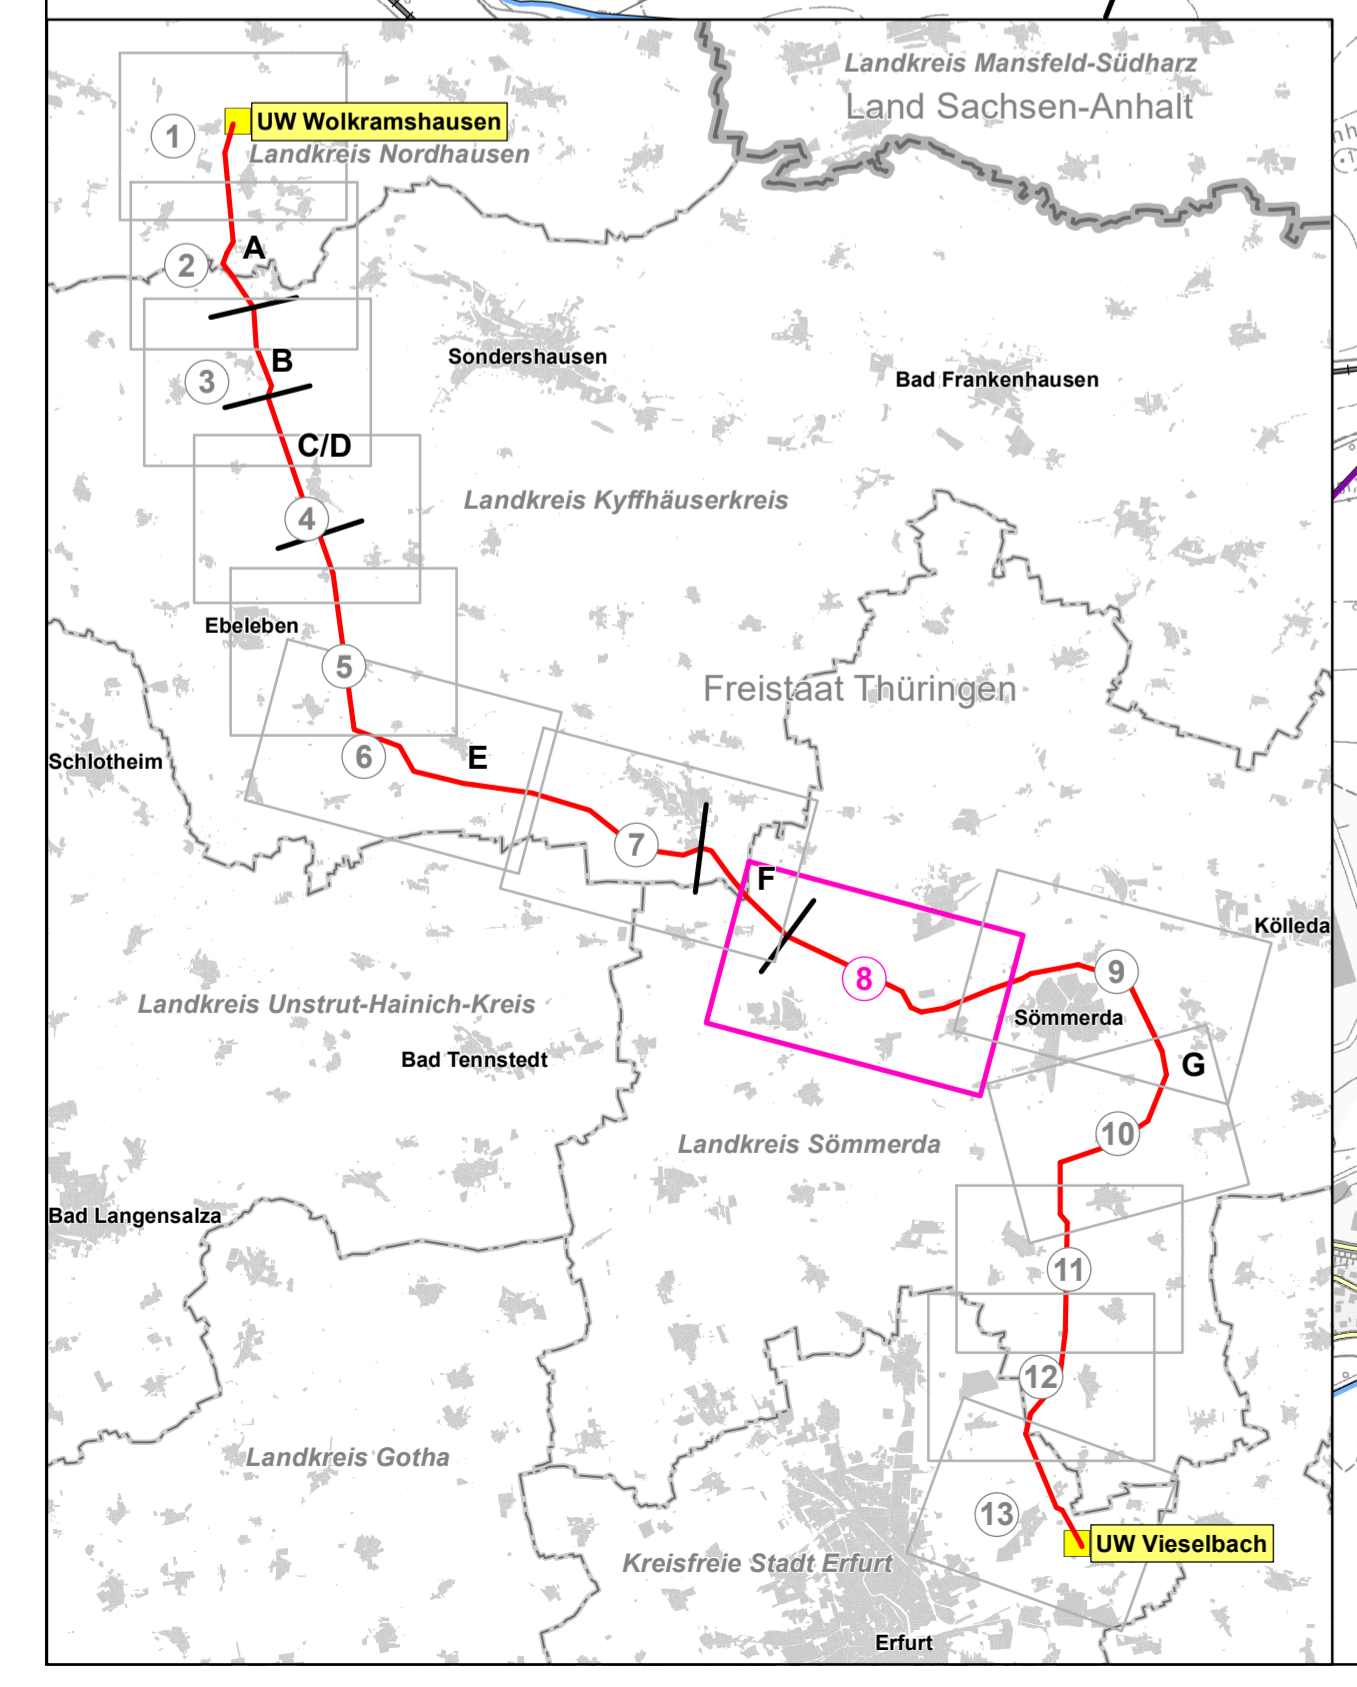 Landkreis Mansfeld-Südharz
Land Sachsen-Anhalt
1
UW Wolkramshausen
Landkreis Nordhausen
A
2
B
3
Sondershausen
Bad Frankenhausen
C/D
Landkreis Kyffhäuserkreis
4
Ebeleben
5
Freistaat Thüringen
Schlotheim
6
E
7
F
Kölleda
8
9
Landkreis Unstrut-Hainich-Kreis
Sömmerda
Bad Tennstedt
G
10
Landkreis Sömmerda
Bad Langensalza
11
12
Landkreis Gotha
13
UW Vieselbach
Kreisfreie Stadt Erfurt
Erfurt